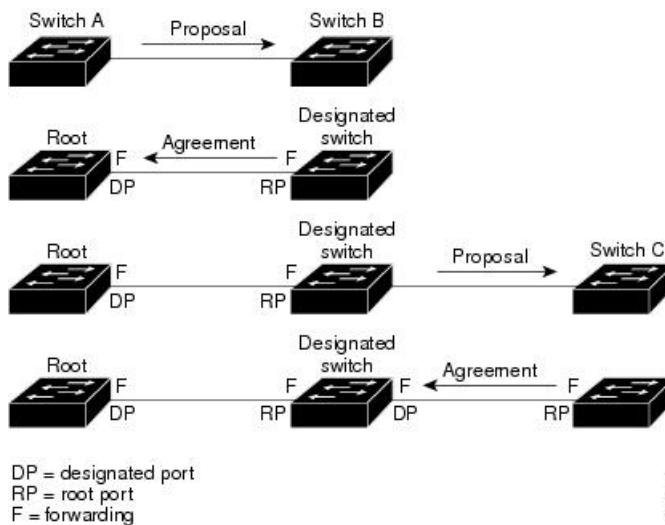 Switch A
Proposal
Switch B
Root
F
Agreement
F
Designated
switch
DP
RP
Root
F
F
Designated
switch
Proposal
Switch C
DP
RP
Root
F
F
Designated
switch
F
Agreement
F
DP
RP
DP
RP
DP = designated port
RP = root port
F = forwarding